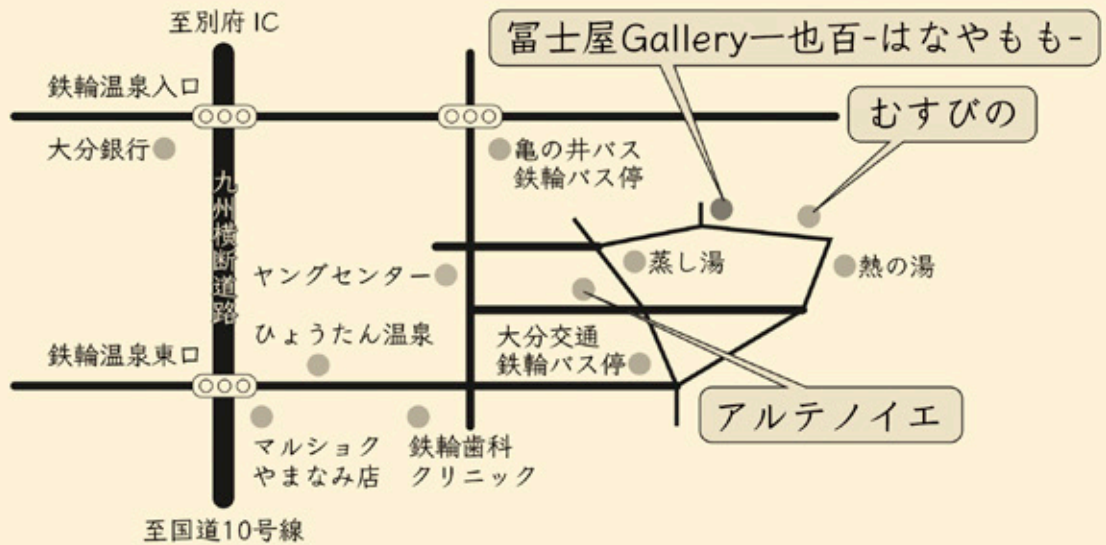 至別府 IC
冨士屋Gallery一也百-はなやもも-
鉄輪温泉入口
むすびの
大分銀行
亀の井バス
鉄輪バス停
九州横断道路
蒸し湯
熱の湯
ヤングセンター
ひょうたん温泉
大分交通
鉄輪バス停
鉄輪温泉東口
アルテノイエ
マルショク
やまなみ店
鉄輪歯科
クリニック
至国道10号線